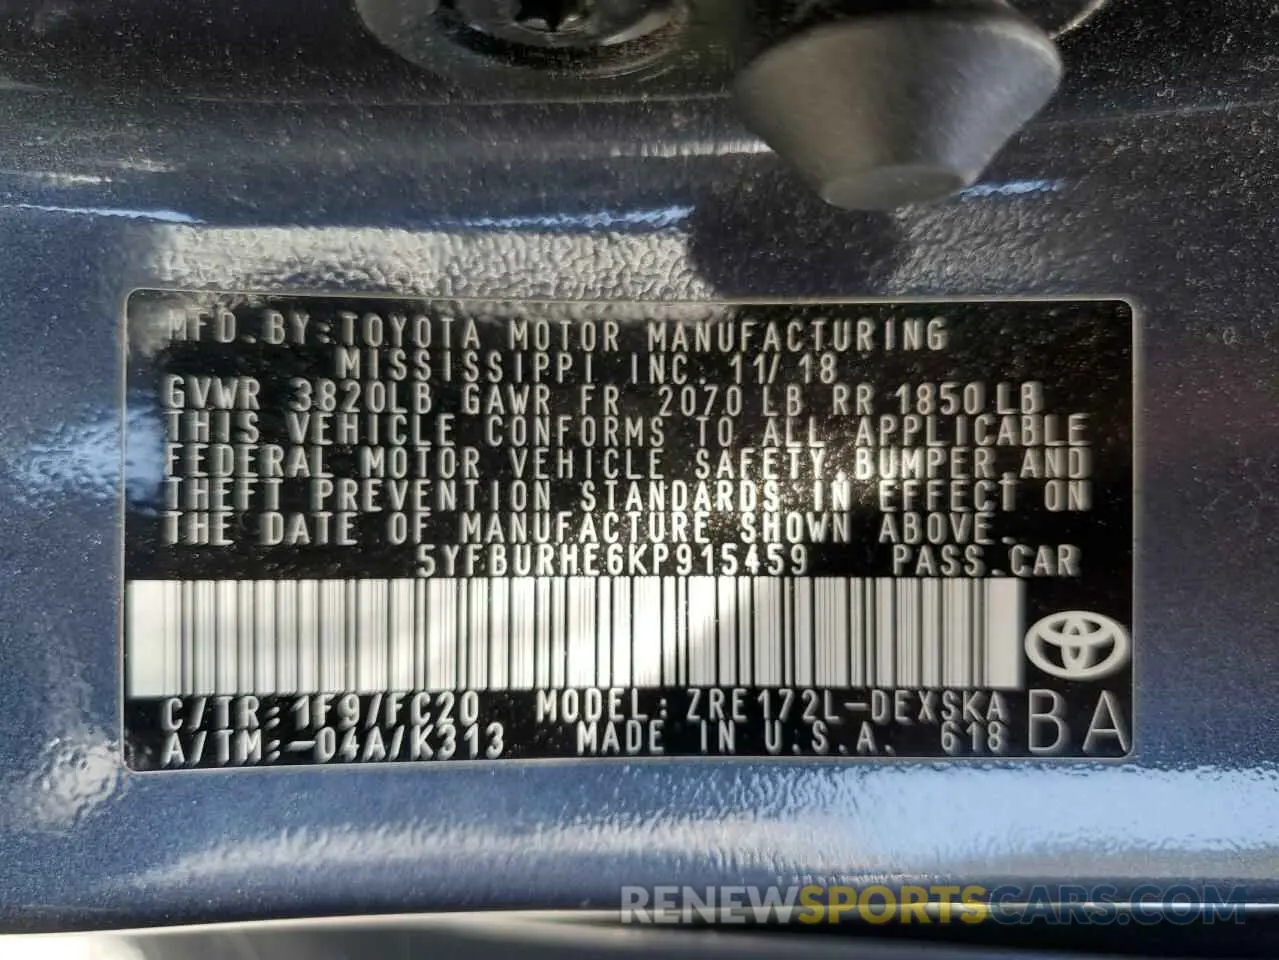 MFD. BY: TOYOTA MOTOR MANUFACTURING
MISSISSIPPI INC. 11/18
GVWR 3820LB GAWR FR 2070 LB RR 1850 LB
THIS VEHICLE CONFORMS TO ALL APPLICABLE
FEDERAL MOTOR VEHICLE SAFETY, BUMPER, AND
THEFT PREVENTION STANDARDS IN EFFECT ON
THE DATE OF MANUFACTURE SHOWN ABOVE.
5YFBURHE6KP915459 PASS.CAR
C/TR: 1F9/FC20 MODEL: ZRE172L-DEXSKA BA
A/TM: -04A/K313 MADE IN U.S.A. 618
RENEWSPORTSCARS.COM